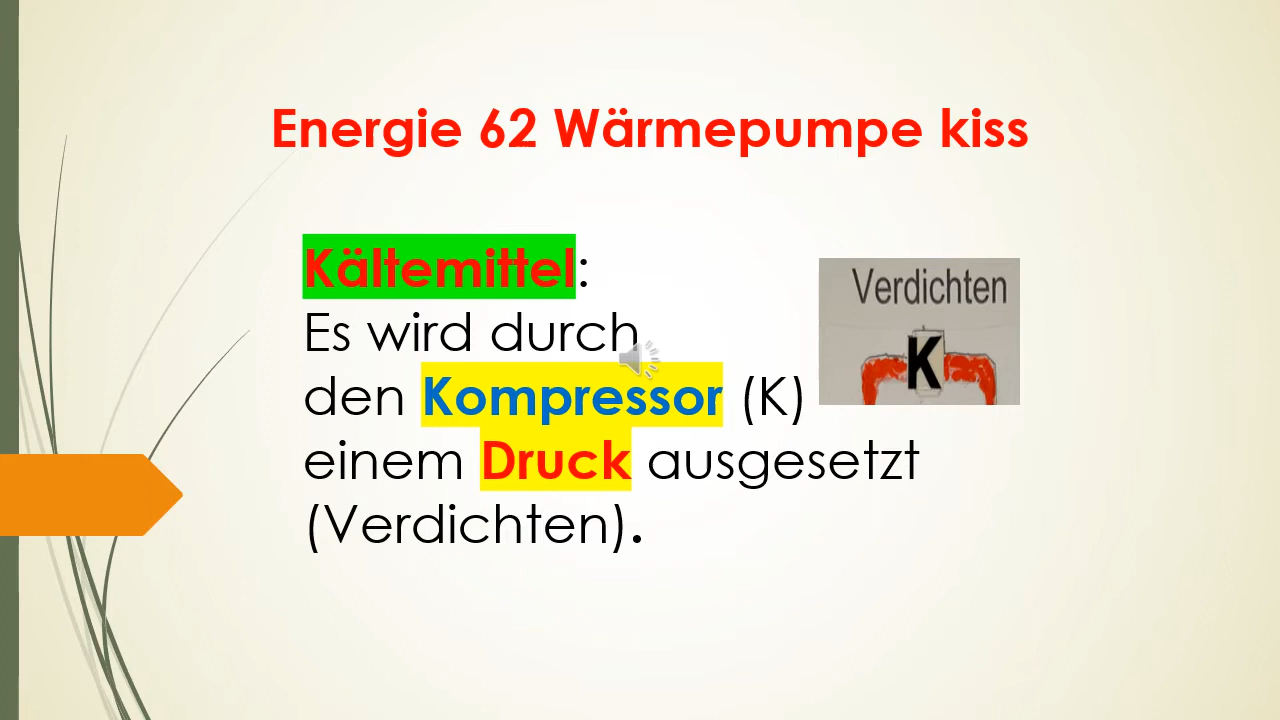 Energie 62 Wärmepumpe kiss
Kältemittel:
Es wird durch
den Kompressor (K)
einem Druck ausgesetzt
(Verdichten).
Verdichten
K